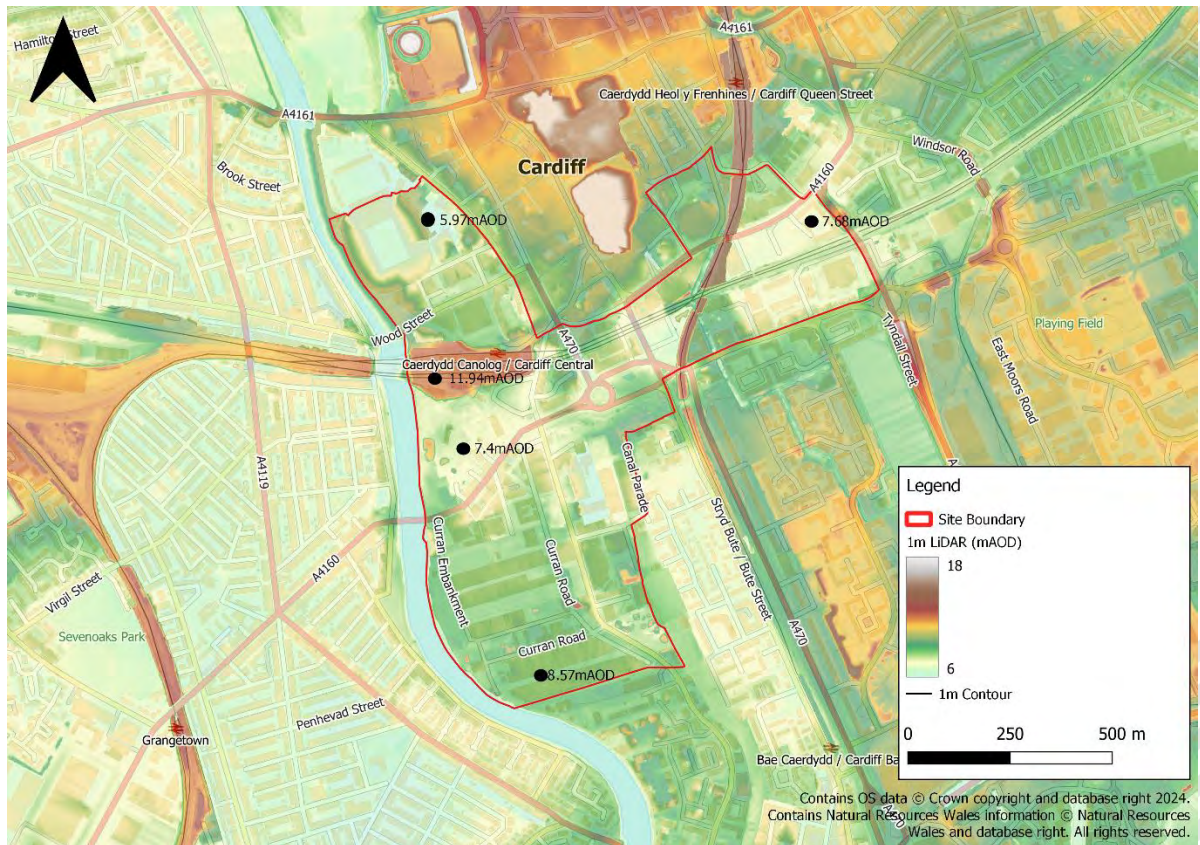 A4161
Hamilton Street
Caerdydd Heol y Frenhines / Cardiff Queen Street
A4161
Windsor Road
Cardiff
Brook Street
A4160
5.97mAOD
7.68mAOD
Wood Street
A470
Tyndall Street
Playing Field
Caerdydd Canolog / Cardiff Central
11.94mAOD
East Moors Road
7.4mAOD
A4119
Canal Parade
Stryd Bute / Bute Street
Curran Embankment
Curran Road
A4160
Virgil Street
Sevenoaks Park
Curran Road
A470
8.57mAOD
Penhevad Street
Grangetown
Bae Caerdydd / Cardiff Ba
Legend
Site Boundary
1m LiDAR (mAOD)
18
6
1m Contour
0 250 500 m
Contains OS data © Crown copyright and database right 2024.
Contains Natural Resources Wales information © Natural Resources
Wales and database right. All rights reserved.